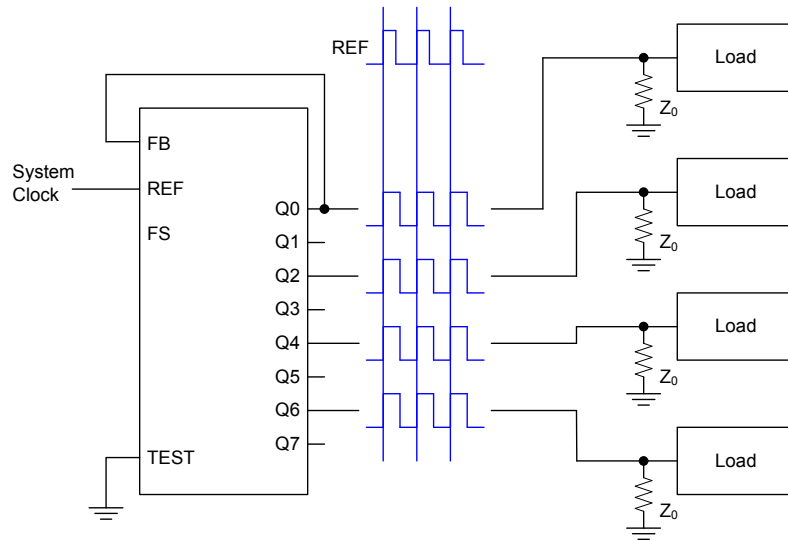 REF
Load
Z0
FB
System
Clock
REF
FS
Q0
Q1
Q2
Q3
Q4
Q5
Q6
Q7
TEST
Load
Z0
Load
Z0
Load
Z0